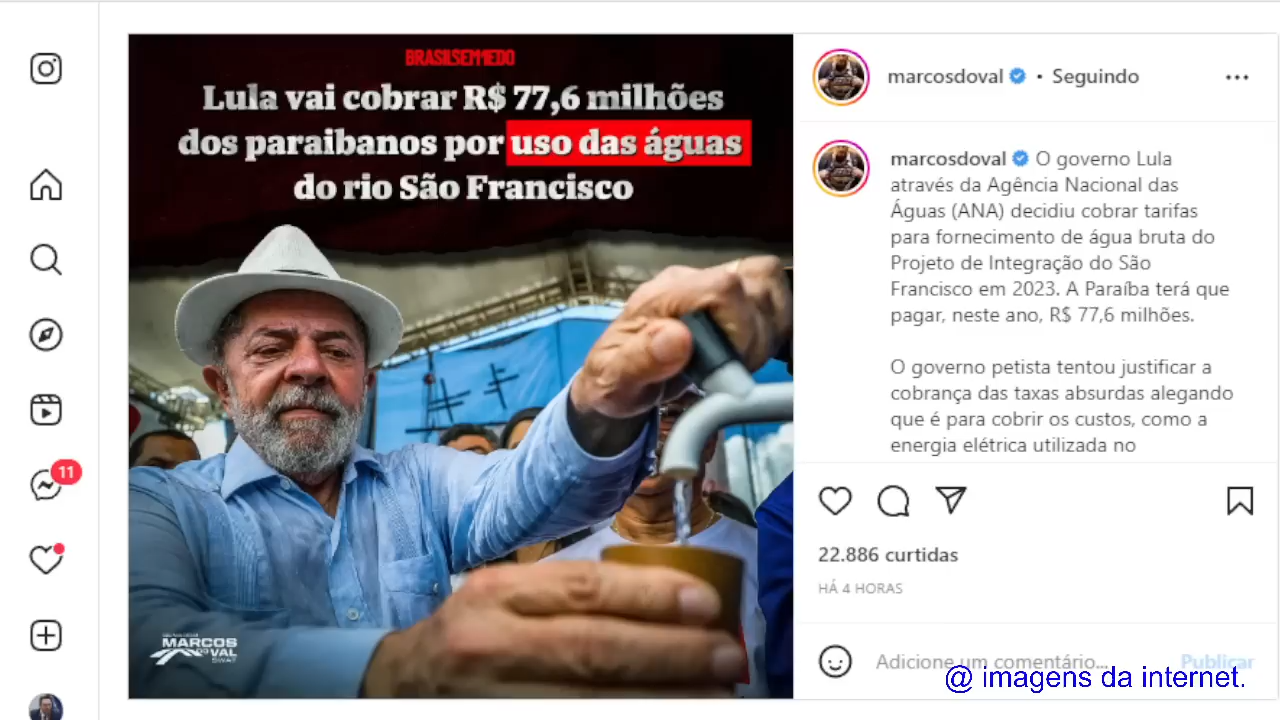 BRASILSEMMEDO
Lula vai cobrar R$ 77,6 milhões
dos paraibanos por uso das águas
do rio São Francisco
MARCOS
DO VAL
SWAT
marcosdoval • Seguindo
marcosdoval O governo Lula
através da Agência Nacional das
Águas (ANA) decidiu cobrar tarifas
para fornecimento de água bruta do
Projeto de Integração do São
Francisco em 2023. A Paraíba terá que
pagar, neste ano, R$ 77,6 milhões.
O governo petista tentou justificar a
cobrança das taxas absurdas alegando
que é para cobrir os custos, como a
energia elétrica utilizada no
22.886 curtidas
HÁ 4 HORAS
Adicione um comentário... Publicar
@ imagens da internet.
11